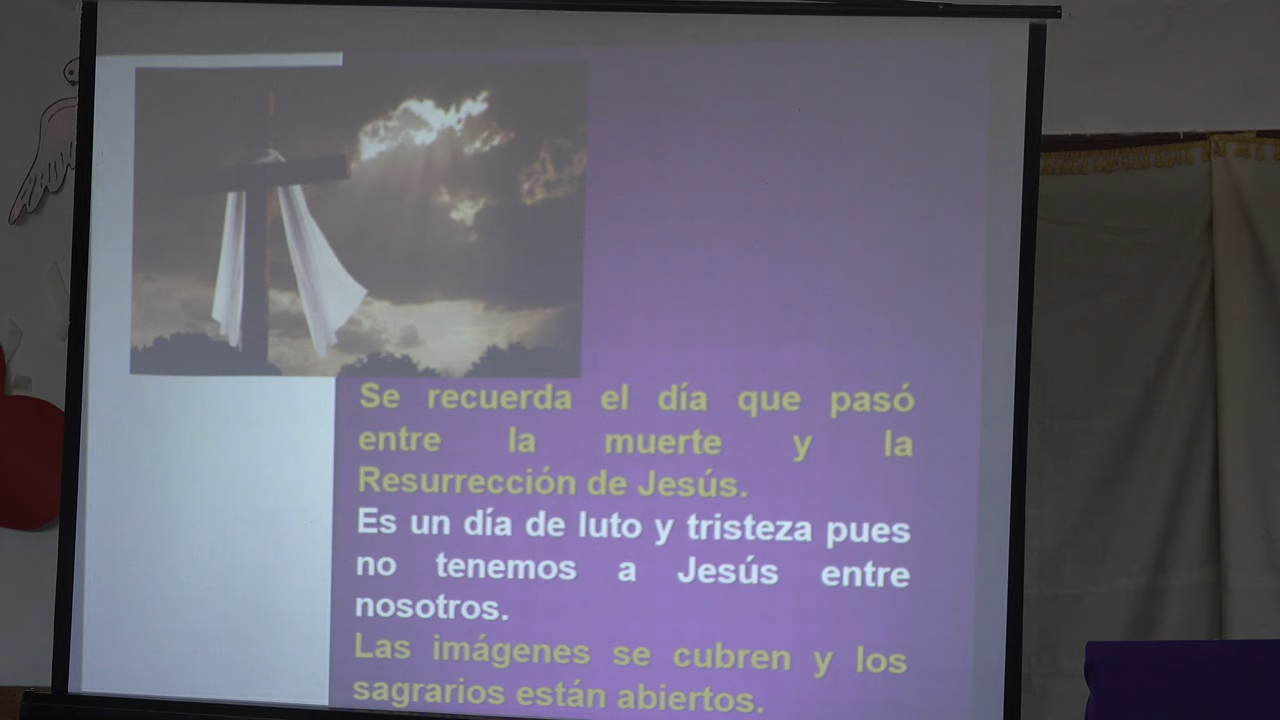 Se recuerda el día que pasó
entre la muerte y la
Resurrección de Jesús.
Es un día de luto y tristeza pues
no tenemos a Jesús entre
nosotros.
Las imágenes se cubren y los
sagrarios están abiertos.